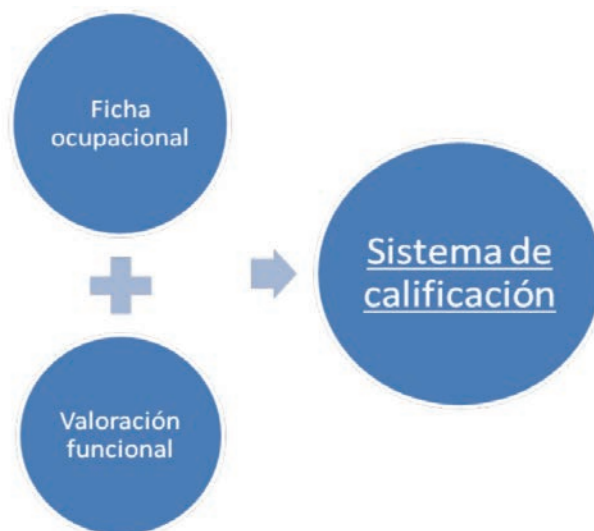 Ficha
ocupacional
Sistema de
calificación
Valoración
funcional